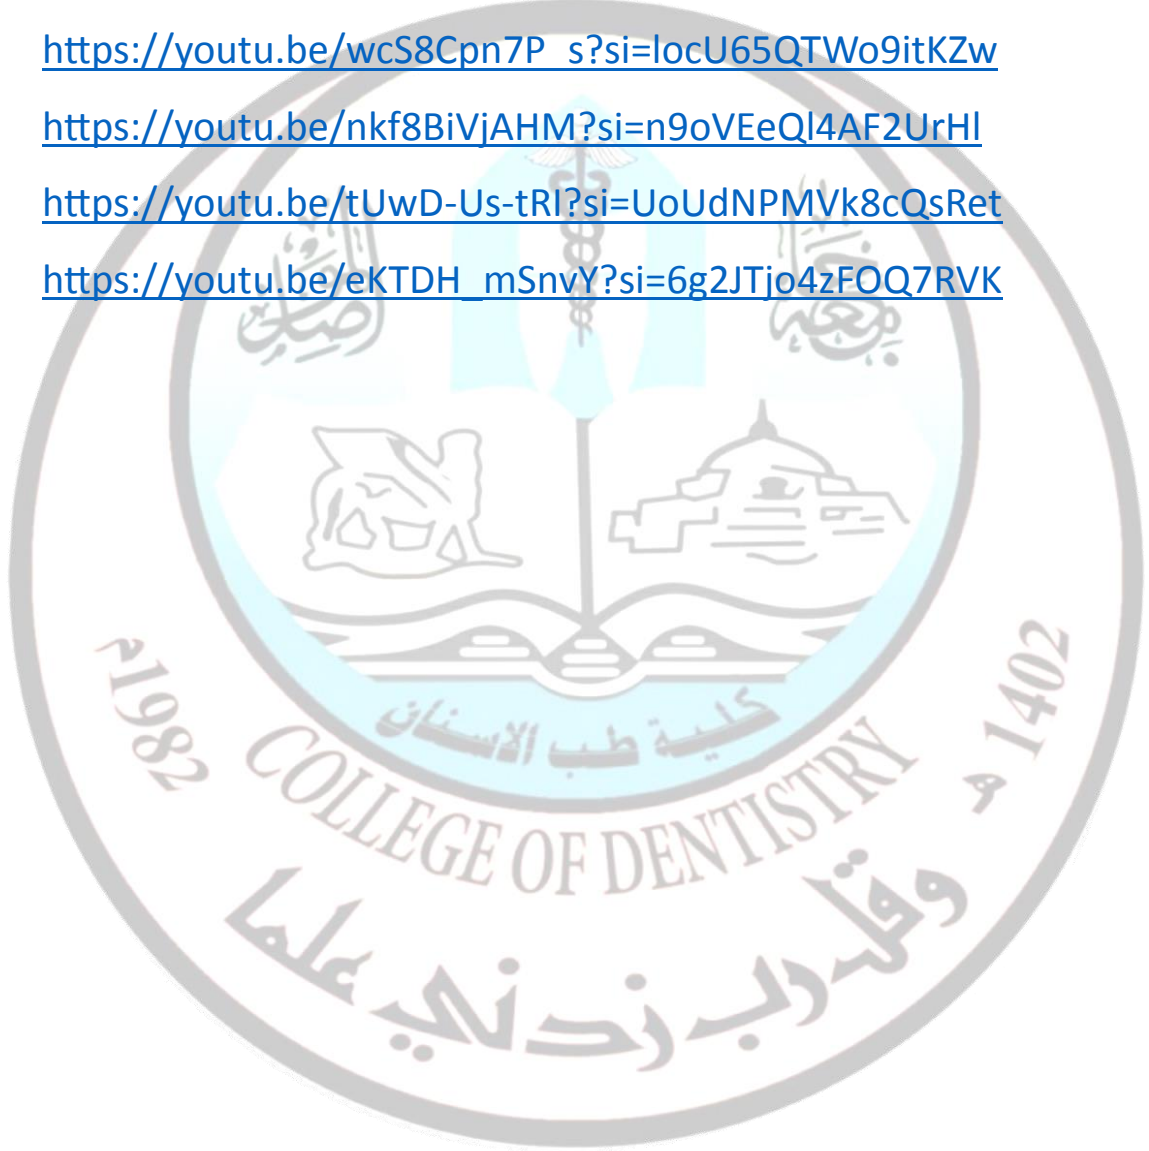 https://youtu.be/wcS8Cpn7P_s?si=locU65QTWo9itKZw
https://youtu.be/nkf8BiVjAHM?si=n9oVEeQl4AF2UrHl
https://youtu.be/tUwD-Us-tRI?si=UoUdNPMVk8cQsRet
https://youtu.be/eKTDH_mSnvY?si=6g2JTjo4zFOQ7RVK
جامعة
الموصل
كلية طب الاسنان
1982م
1402 هـ
COLLEGE OF DENTISTRY
وقل رب زدني علما